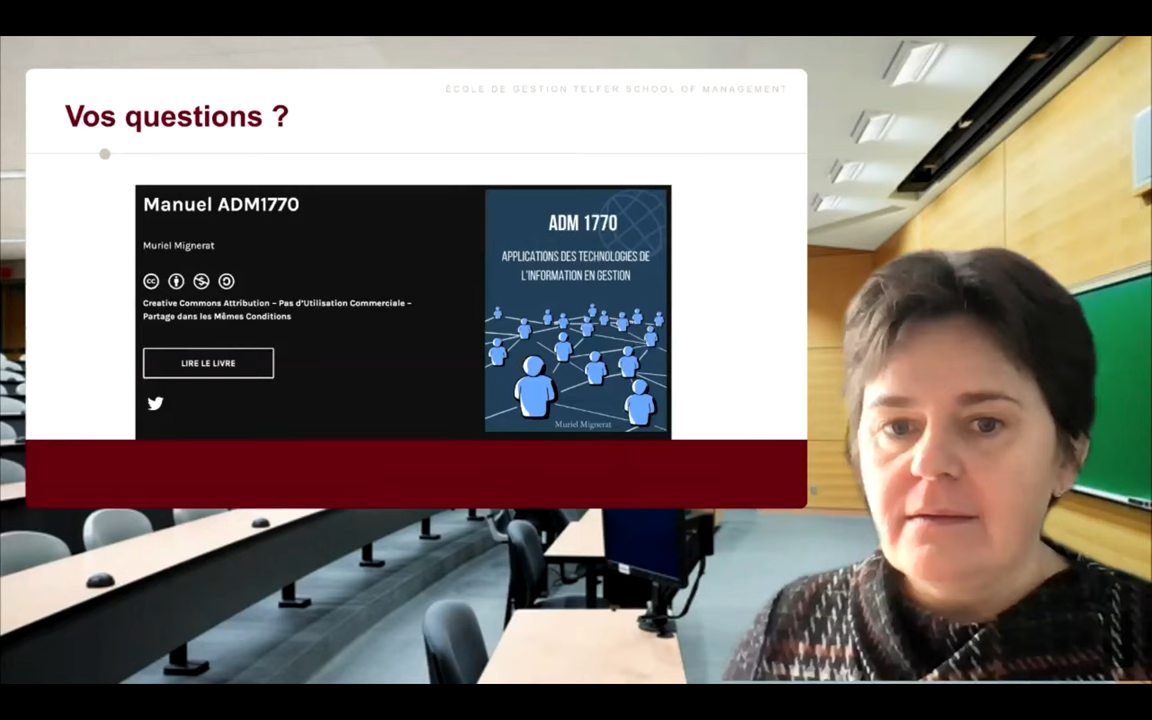 ÉCOLE DE GESTION TELFER SCHOOL OF MANAGEMENT
Vos questions ?
Manuel ADM1770
Muriel Mignerat
Creative Commons Attribution – Pas d'Utilisation Commerciale –
Partage dans les Mêmes Conditions
LIRE LE LIVRE
ADM 1770
APPLICATIONS DES TECHNOLOGIES DE
L'INFORMATION EN GESTION
Muriel Mignerat